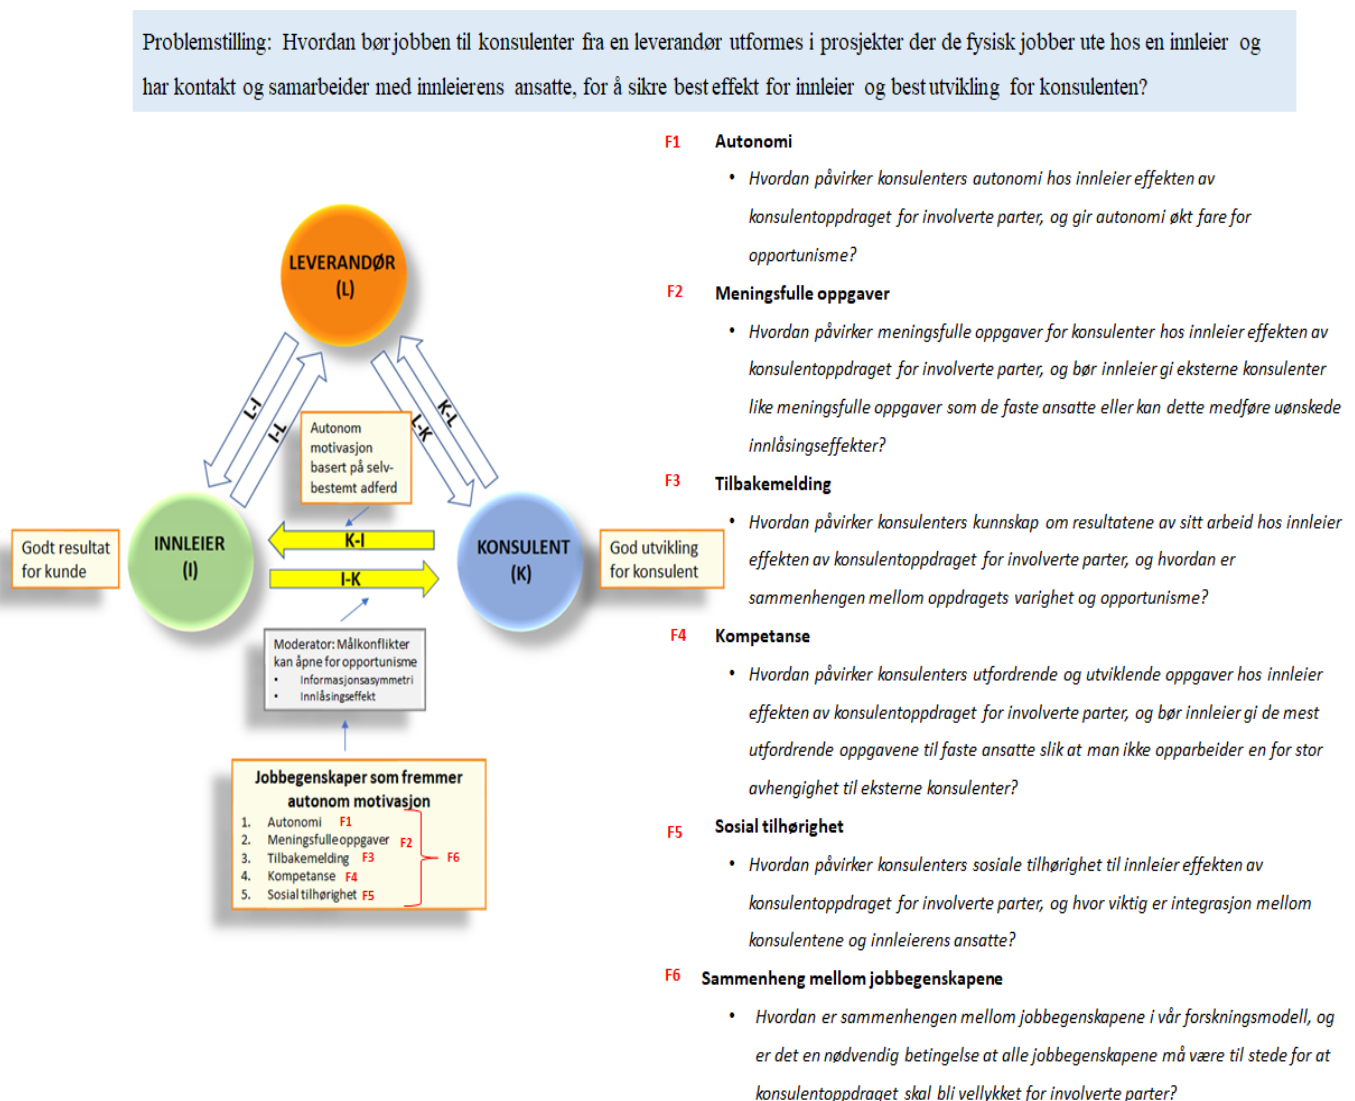 Problemstilling: Hvordan bør jobben til konsulenter fra en leverandør utformes i prosjekter der de fysisk jobber ute hos en innleier og
har kontakt og samarbeider med innleierens ansatte, for å sikre best effekt for innleier og best utvikling for konsulenten?
LEVERANDØR
(L)
L-I
I-L
K-L
L-K
Autonom
motivasjon
basert på selv-
bestemt adferd
Godt resultat
for kunde
INNLEIER
(I)
K-I
I-K
KONSULENT
(K)
God utvikling
for konsulent
Moderator: Målkonflikter
kan åpne for opportunisme
• Informasjonsasymmetri
• Innlåsingseffekt
Jobbegenskaper som fremmer
autonom motivasjon
1. Autonomi F1
2. Meningsfulle oppgaver F2
3. Tilbakemelding F3
4. Kompetanse F4
5. Sosial tilhørighet F5
F6
F1 Autonomi
• Hvordan påvirker konsulenters autonomi hos innleier effekten av
konsulentoppdraget for involverte parter, og gir autonomi økt fare for
opportunisme?
F2 Meningsfulle oppgaver
• Hvordan påvirker meningsfulle oppgaver for konsulenter hos innleier effekten av
konsulentoppdraget for involverte parter, og bør innleier gi eksterne konsulenter
like meningsfulle oppgaver som de faste ansatte eller kan dette medføre uønskede
innlåsingseffekter?
F3 Tilbakemelding
• Hvordan påvirker konsulenters kunnskap om resultatene av sitt arbeid hos innleier
effekten av konsulentoppdraget for involverte parter, og hvordan er
sammenhengen mellom oppdragets varighet og opportunisme?
F4 Kompetanse
• Hvordan påvirker konsulenters utfordrende og utviklende oppgaver hos innleier
effekten av konsulentoppdraget for involverte parter, og bør innleier gi de mest
utfordrende oppgavene til faste ansatte slik at man ikke opparbeider en for stor
avhengighet til eksterne konsulenter?
F5 Sosial tilhørighet
• Hvordan påvirker konsulenters sosiale tilhørighet til innleier effekten av
konsulentoppdraget for involverte parter, og hvor viktig er integrasjon mellom
konsulentene og innleierens ansatte?
F6 Sammenheng mellom jobbegenskapene
• Hvordan er sammenhengen mellom jobbegenskapene i vår forskningsmodell, og
er det en nødvendig betingelse at alle jobbegenskapene må være til stede for at
konsulentoppdraget skal bli vellykket for involverte parter?